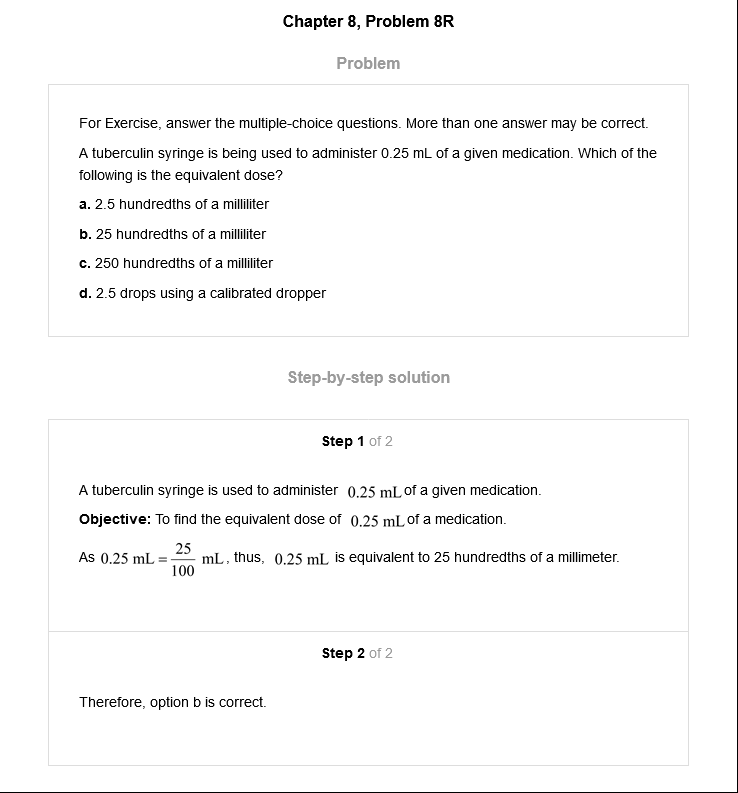 Chapter 8, Problem 8R
Problem
For Exercise, answer the multiple-choice questions. More than one answer may be correct.
A tuberculin syringe is being used to administer 0.25 mL of a given medication. Which of the
following is the equivalent dose?
a. 2.5 hundredths of a milliliter
b. 25 hundredths of a milliliter
c. 250 hundredths of a milliliter
d. 2.5 drops using a calibrated dropper
Step-by-step solution
Step 1 of 2
A tuberculin syringe is used to administer 0.25 mL of a given medication.
Objective: To find the equivalent dose of 0.25 mL of a medication.
As 0.25 mL = 25/100 mL, thus, 0.25 mL is equivalent to 25 hundredths of a millimeter.
Step 2 of 2
Therefore, option b is correct.